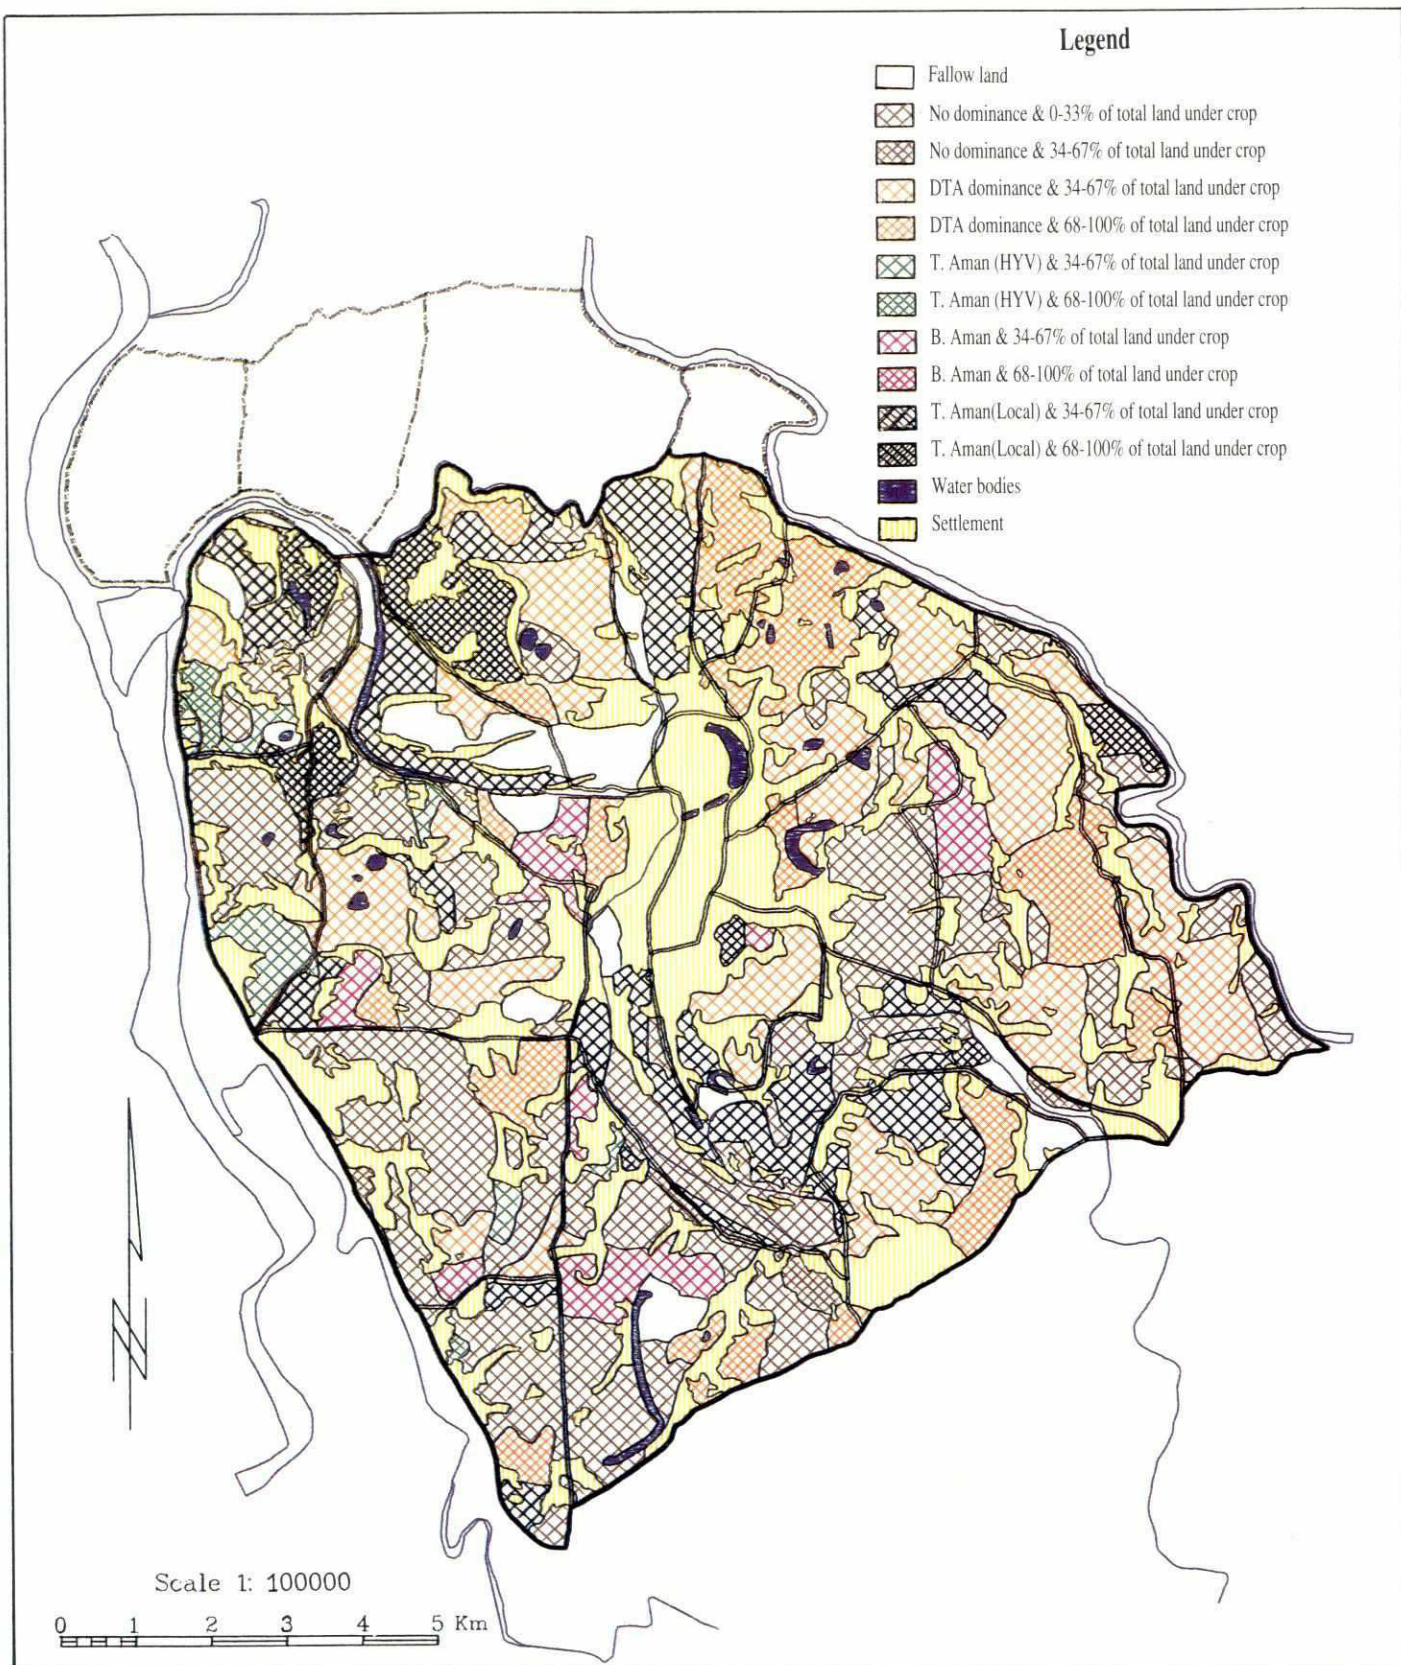 Legend
Fallow land
No dominance & 0-33% of total land under crop
No dominance & 34-67% of total land under crop
DTA dominance & 34-67% of total land under crop
DTA dominance & 68-100% of total land under crop
T. Aman (HYV) & 34-67% of total land under crop
T. Aman (HYV) & 68-100% of total land under crop
B. Aman & 34-67% of total land under crop
B. Aman & 68-100% of total land under crop
T. Aman(Local) & 34-67% of total land under crop
T. Aman(Local) & 68-100% of total land under crop
Water bodies
Settlement
Scale 1: 100000
0 1 2 3 4 5 Km